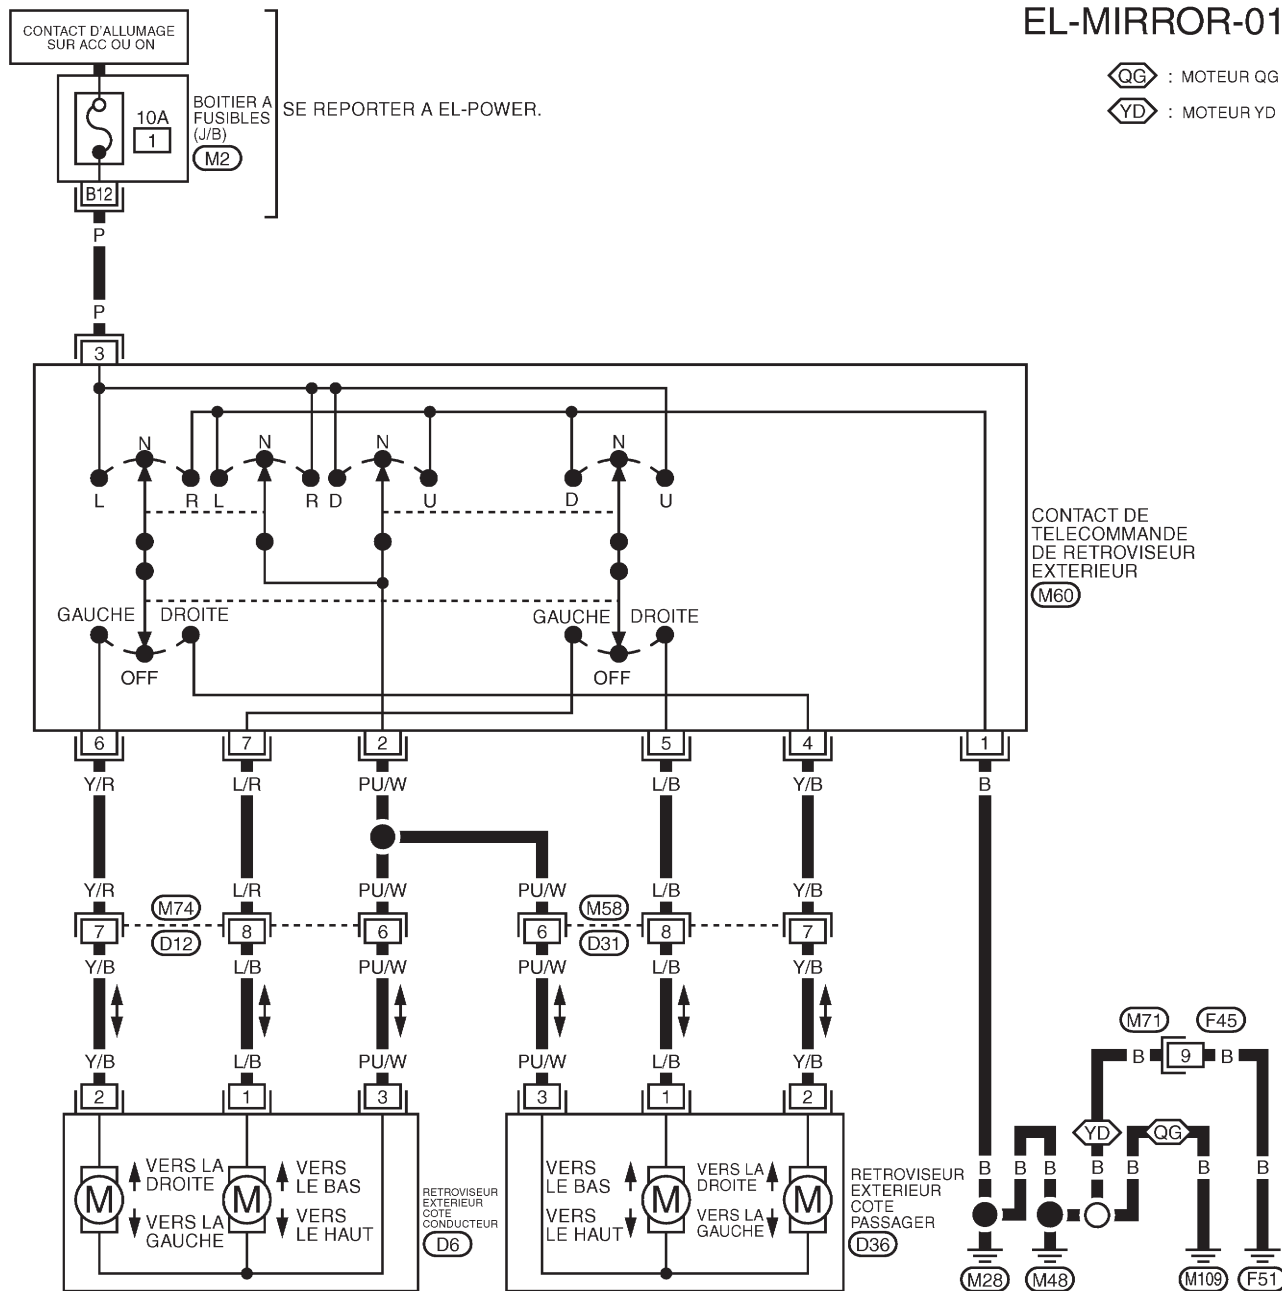 EL-MIRROR-01
CONTACT D'ALLUMAGE
SUR ACC OU ON
QG : MOTEUR QG
YD : MOTEUR YD
10A
1
BOITIER A
FUSIBLES
(J/B)
M2
SE REPORTER A EL-POWER.
B12
P
P
3
N N N N
L R L R D U D U
CONTACT DE
TELECOMMANDE
DE RETROVISEUR
EXTERIEUR
M60
GAUCHE DROITE GAUCHE DROITE
OFF OFF
6 7 2 5 4 1
Y/R L/R PU/W L/B Y/B B
Y/R L/R PU/W PU/W L/B Y/B
M74 M58
7 8 6 6 8 7
D12 D31
Y/B L/B PU/W PU/W L/B Y/B
M71 F45
B 9 B
Y/B L/B PU/W PU/W L/B Y/B
2 1 3 3 1 2
YD QG
B B B B B B B
M VERS LA
DROITE
VERS LA
GAUCHE
M VERS
LE BAS
VERS
LE HAUT
RETROVISEUR
EXTERIEUR
COTE
CONDUCTEUR
D6
VERS
LE BAS
VERS
LE HAUT
M
VERS LA
DROITE
VERS LA
GAUCHE
M
RETROVISEUR
EXTERIEUR
COTE
PASSAGER
D36
M28 M48 M109 F51